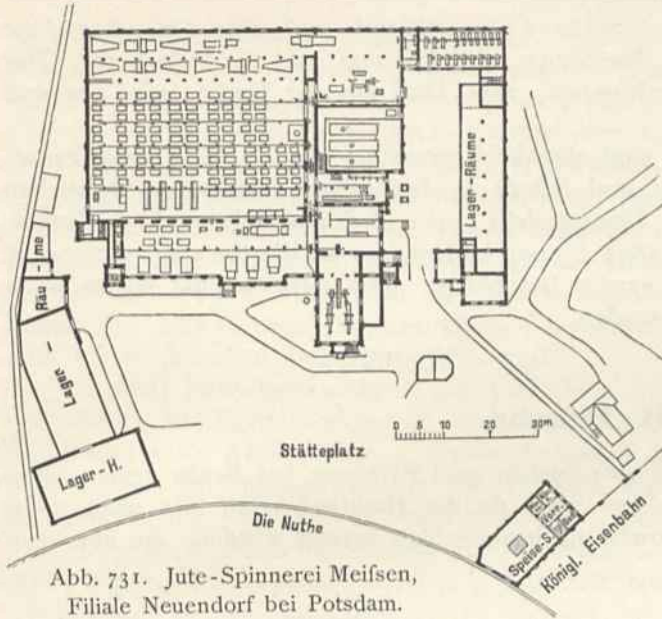 Lager-Räume
Lager-
Räu-me
Lager-H.
0 5 10 20 30m
Stätteplatz
Die Nuthe
Speise-S.
Königl. Eisenbahn
Abb. 731. Jute-Spinnerei Meiſsen,
Filiale Neuendorf bei Potsdam.